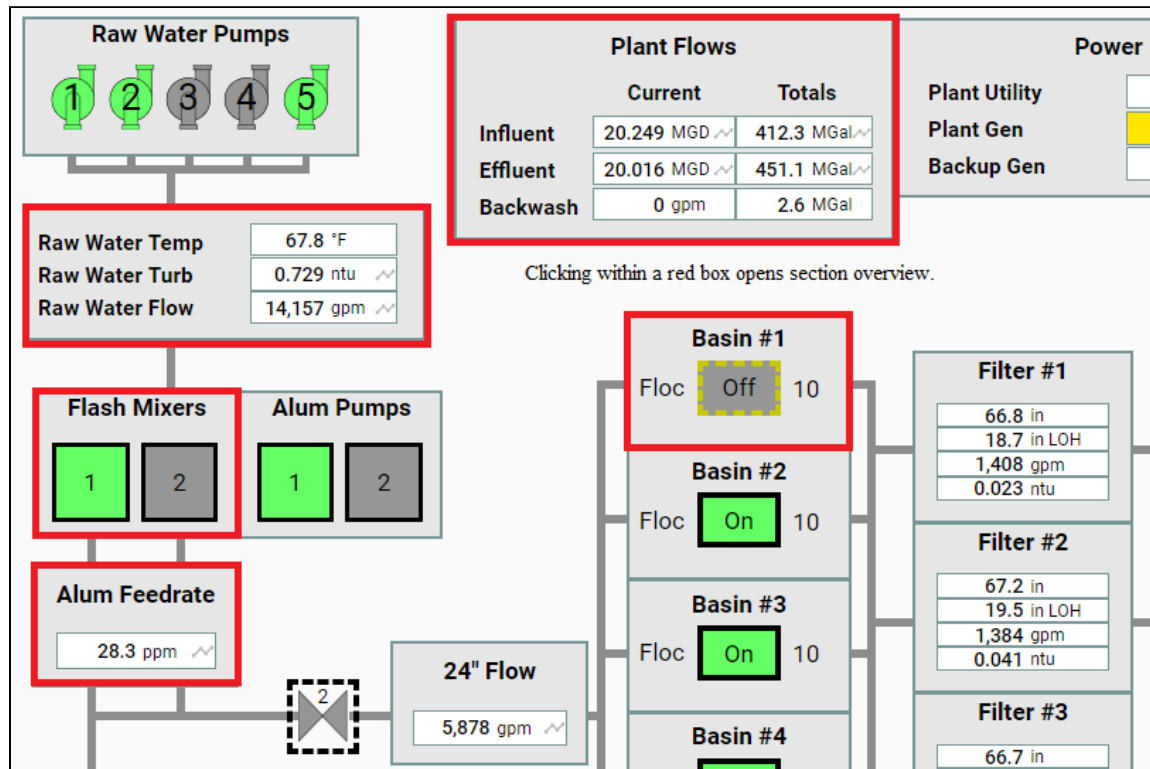 Raw Water Pumps
1 2 3 4 5
Plant Flows
Current Totals
Influent 20.249 MGD 412.3 MGal
Effluent 20.016 MGD 451.1 MGal
Backwash 0 gpm 2.6 MGal
Power
Plant Utility
Plant Gen
Backup Gen
Raw Water Temp 67.8 °F
Raw Water Turb 0.729 ntu
Raw Water Flow 14,157 gpm
Clicking within a red box opens section overview.
Flash Mixers
1 2
Alum Pumps
1 2
Alum Feedrate
28.3 ppm
2
24" Flow
5,878 gpm
Basin #1
Floc Off 10
Basin #2
Floc On 10
Basin #3
Floc On 10
Basin #4
Filter #1
66.8 in
18.7 in LOH
1,408 gpm
0.023 ntu
Filter #2
67.2 in
19.5 in LOH
1,384 gpm
0.041 ntu
Filter #3
66.7 in